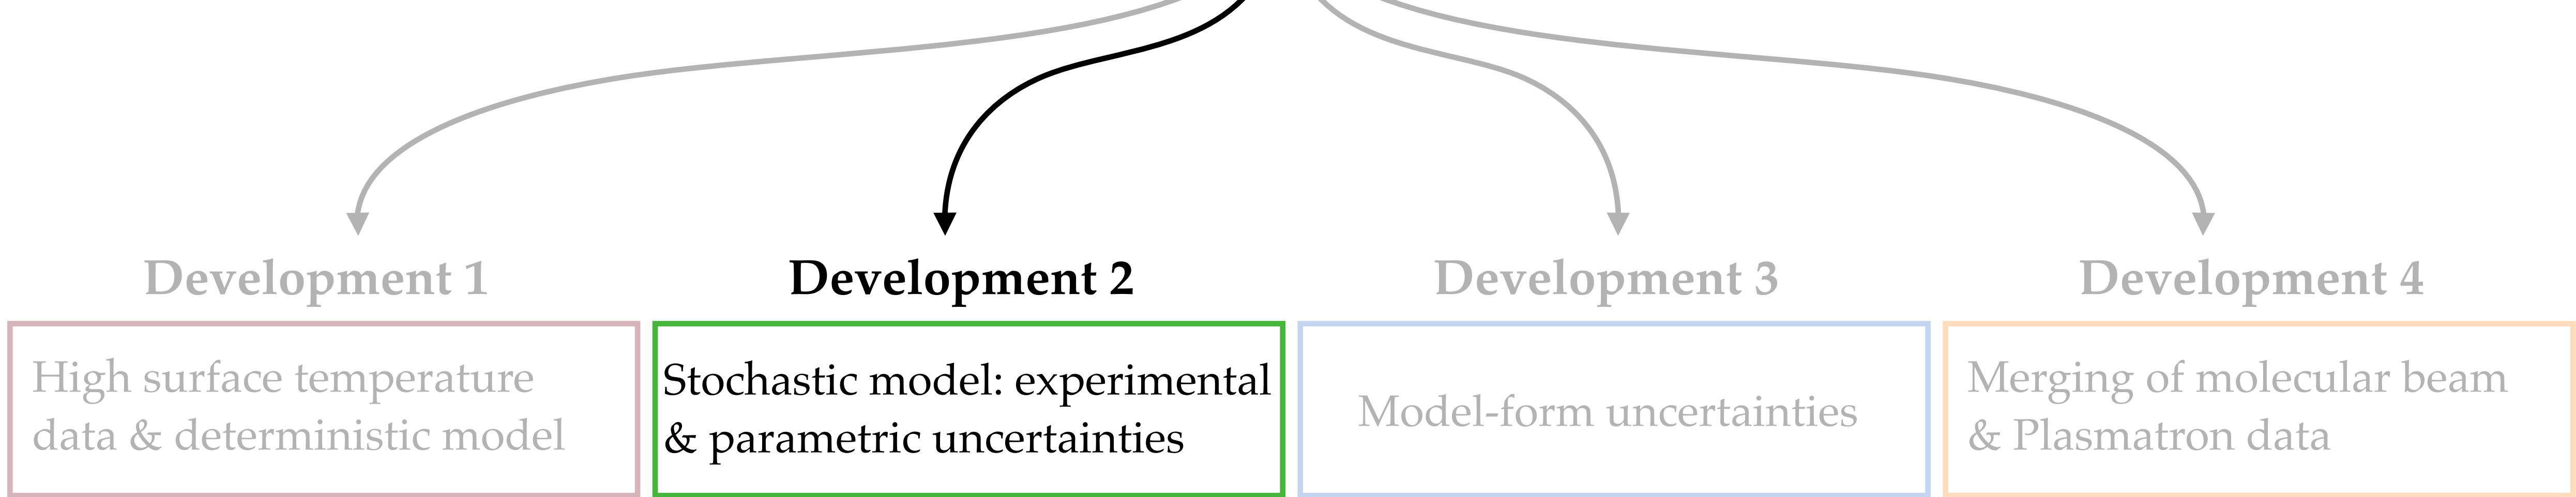 Development 1
Development 2
Development 3
Development 4
High surface temperature
data & deterministic model
Stochastic model: experimental
& parametric uncertainties
Model-form uncertainties
Merging of molecular beam
& Plasmatron data